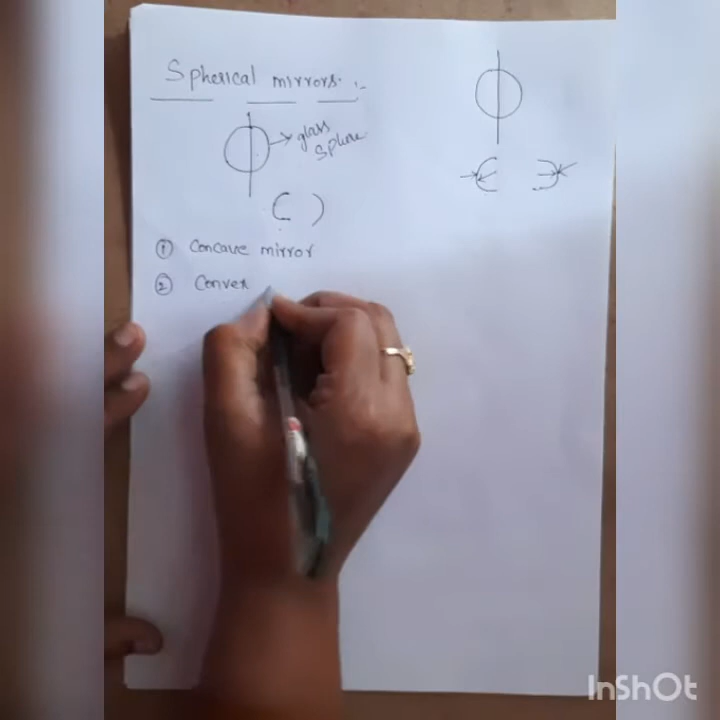 Spherical mirrors :-
glass
sphere
① Concave mirror
② Convex
InShOt